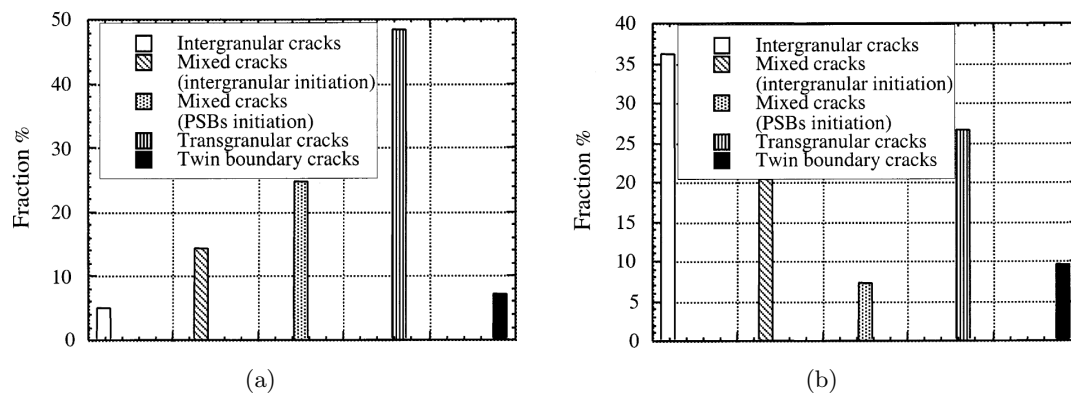 50
40
30
20
10
0
Fraction %
Intergranular cracks
Mixed cracks
(intergranular initiation)
Mixed cracks
(PSBs initiation)
Transgranular cracks
Twin boundary cracks
(a)
40
35
30
25
20
15
10
5
0
Fraction %
Intergranular cracks
Mixed cracks
(intergranular initiation)
Mixed cracks
(PSBs initiation)
Transgranular cracks
Twin boundary cracks
(b)